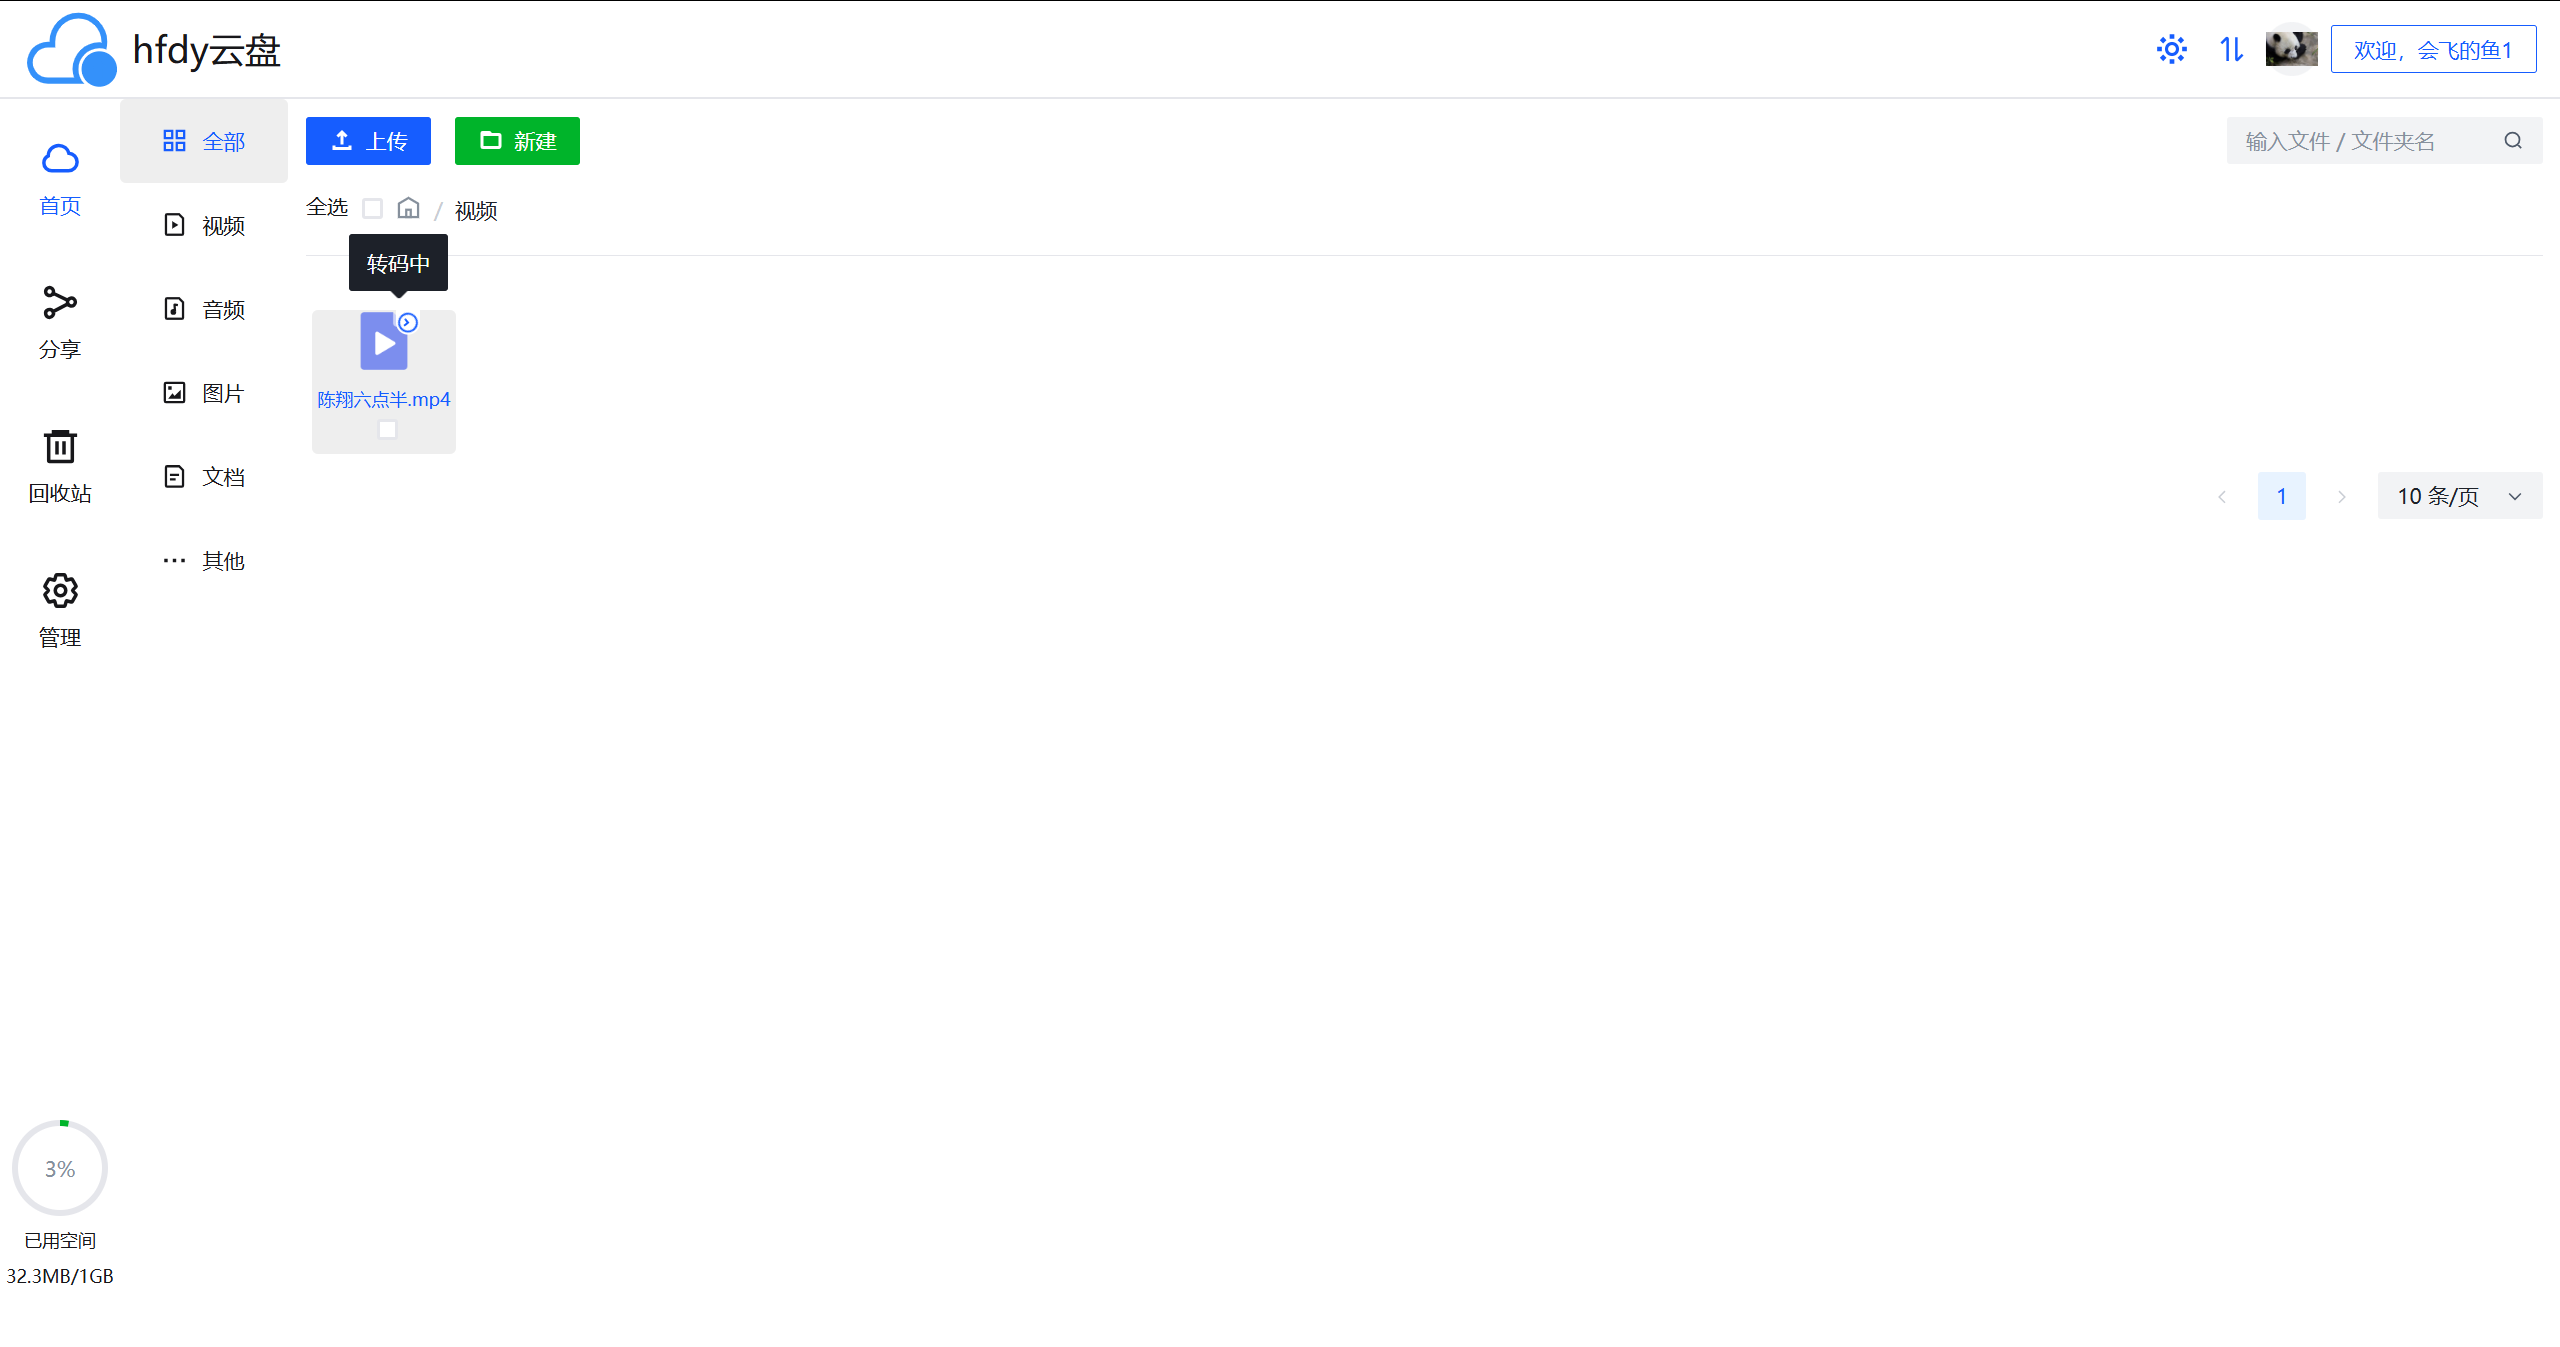 hfdy云盘
欢迎，会飞的鱼1
首页
分享
回收站
管理
全部
视频
音频
图片
文档
其他
上传
新建
输入文件 / 文件夹名
全选
/ 视频
转码中
陈翔六点半.mp4
1
10 条/页
3%
已用空间
32.3MB/1GB